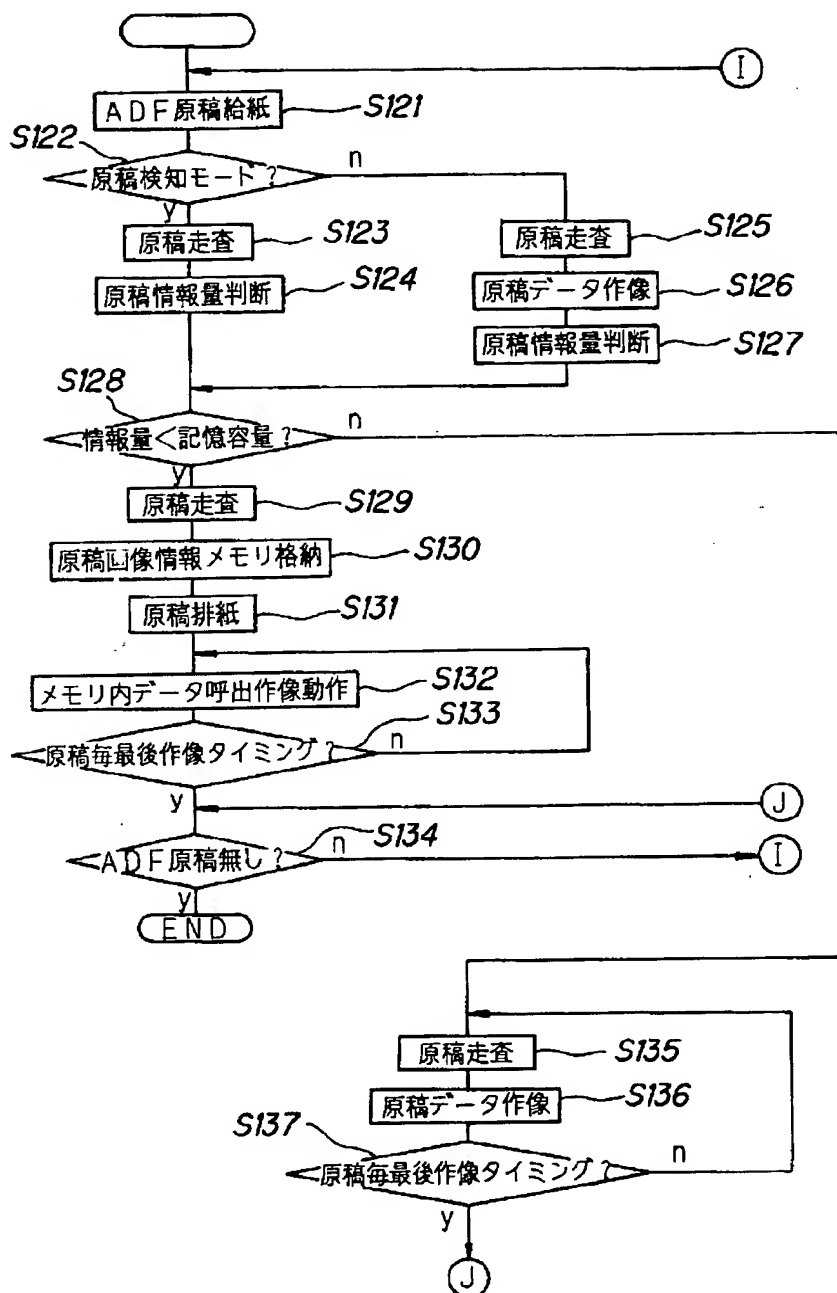 I
ADF原稿給紙
S121
S122
原稿検知モード?
n
y
原稿走査
S123
原稿走査
S125
原稿情報量判断
S124
原稿データ作像
S126
原稿情報量判断
S127
S128
情報量<記憶容量?
n
y
原稿走査
S129
原稿画像情報メモリ格納
S130
原稿排紙
S131
メモリ内データ呼出作像動作
S132
原稿毎最後作像タイミング?
S133
n
y
J
ADF原稿無し?
S134
n
I
y
END
原稿走査
S135
原稿データ作像
S136
S137
原稿毎最後作像タイミング?
n
y
J